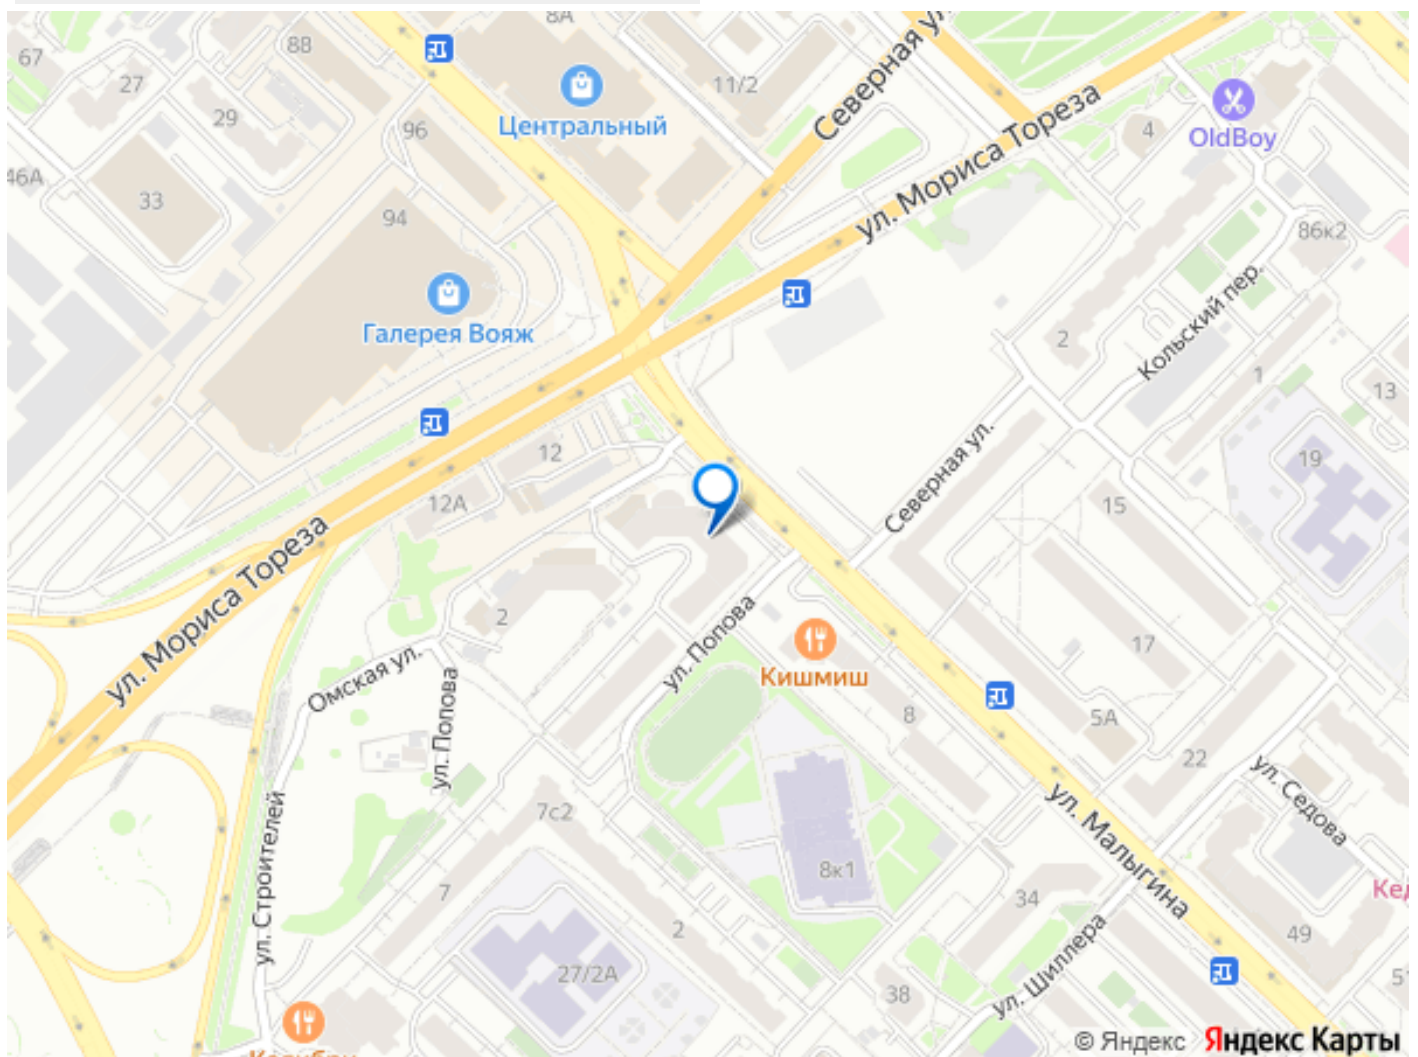 8А
67
88
27
11/2
Северная ул.
ул. Мориса Тореза
29
96
Центральный
4
OldBoy
46А
33
94
86к2
Галерея Вояж
Кольский пер.
2
1
13
12
Северная ул.
19
12А
15
ул. Мориса Тореза
2
ул. Попова
17
Кишмиш
Омская ул.
ул. Попова
8
5А
22
ул. Седова
7с2
ул. Малыгина
ул. Строителей
8к1
7
34
Кед
2
49
ул. Шиллера
27/2А
38
51
© Яндекс Яндекс Карты